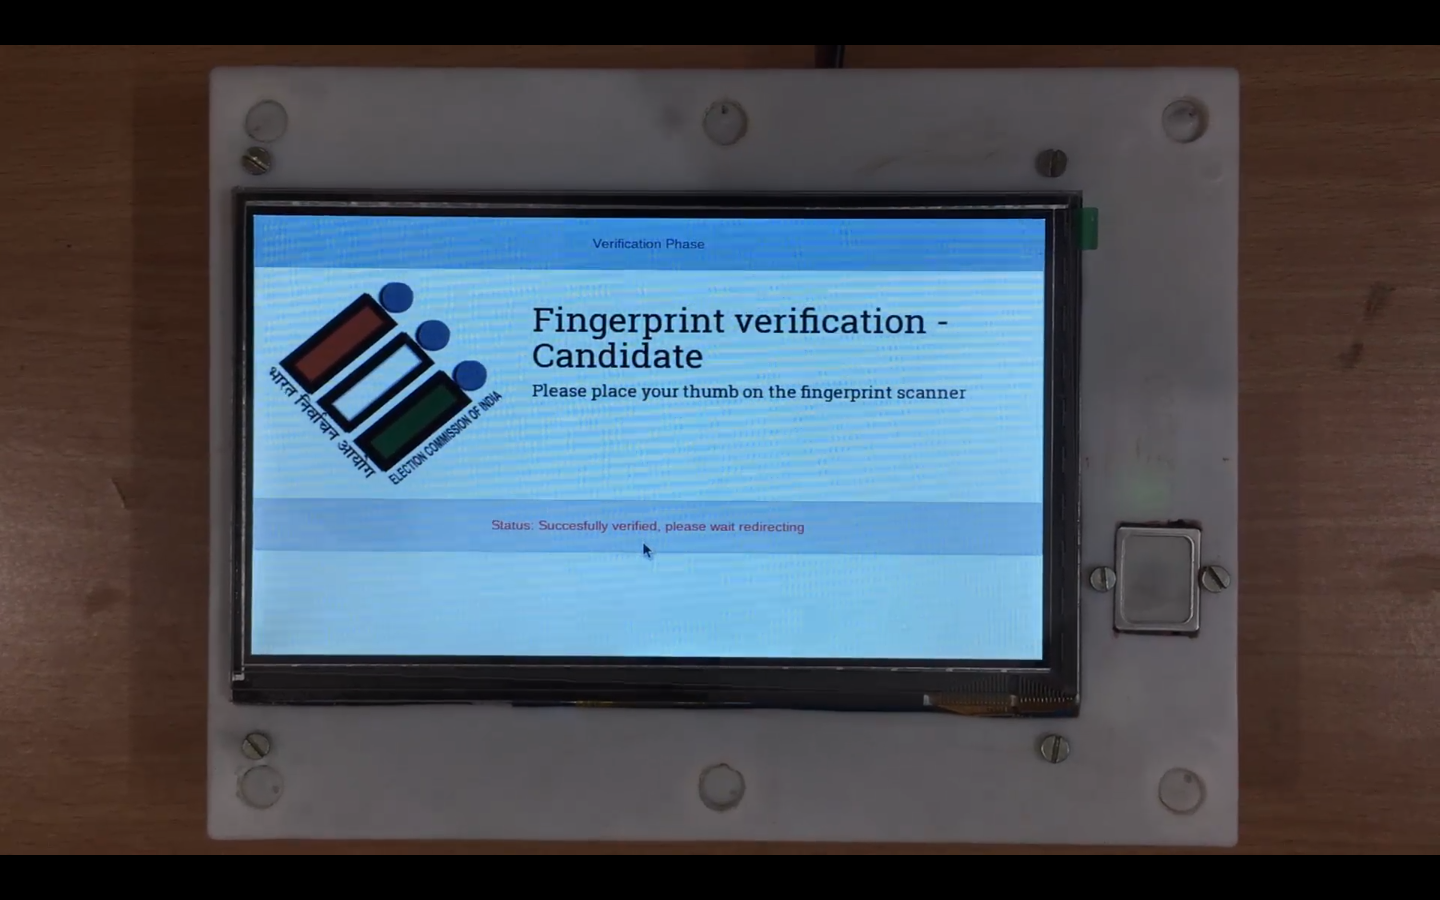 Verification Phase
भारत निर्वाचन आयोग
ELECTION COMMISSION OF INDIA
Fingerprint verification -
Candidate
Please place your thumb on the fingerprint scanner
Status: Succesfully verified, please wait redirecting